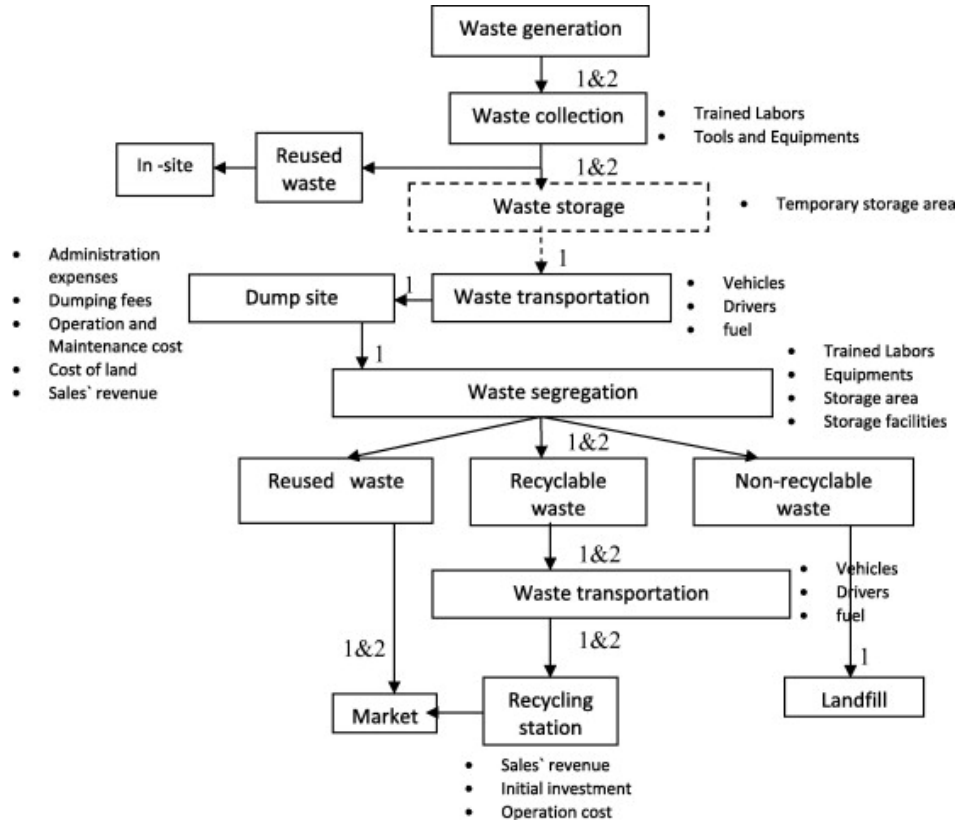 Waste generation
1&2
Waste collection
• Trained Labors
• Tools and Equipments
In -site
Reused
waste
1&2
Waste storage
• Temporary storage area
1
• Administration
expenses
• Dumping fees
• Operation and
Maintenance cost
• Cost of land
• Sales` revenue
Dump site
1
Waste transportation
• Vehicles
• Drivers
• fuel
1
Waste segregation
• Trained Labors
• Equipments
• Storage area
• Storage facilities
1&2
Reused waste
Recyclable
waste
Non-recyclable
waste
1&2
Waste transportation
• Vehicles
• Drivers
• fuel
1&2
1&2
1
Market
Recycling
station
Landfill
• Sales` revenue
• Initial investment
• Operation cost